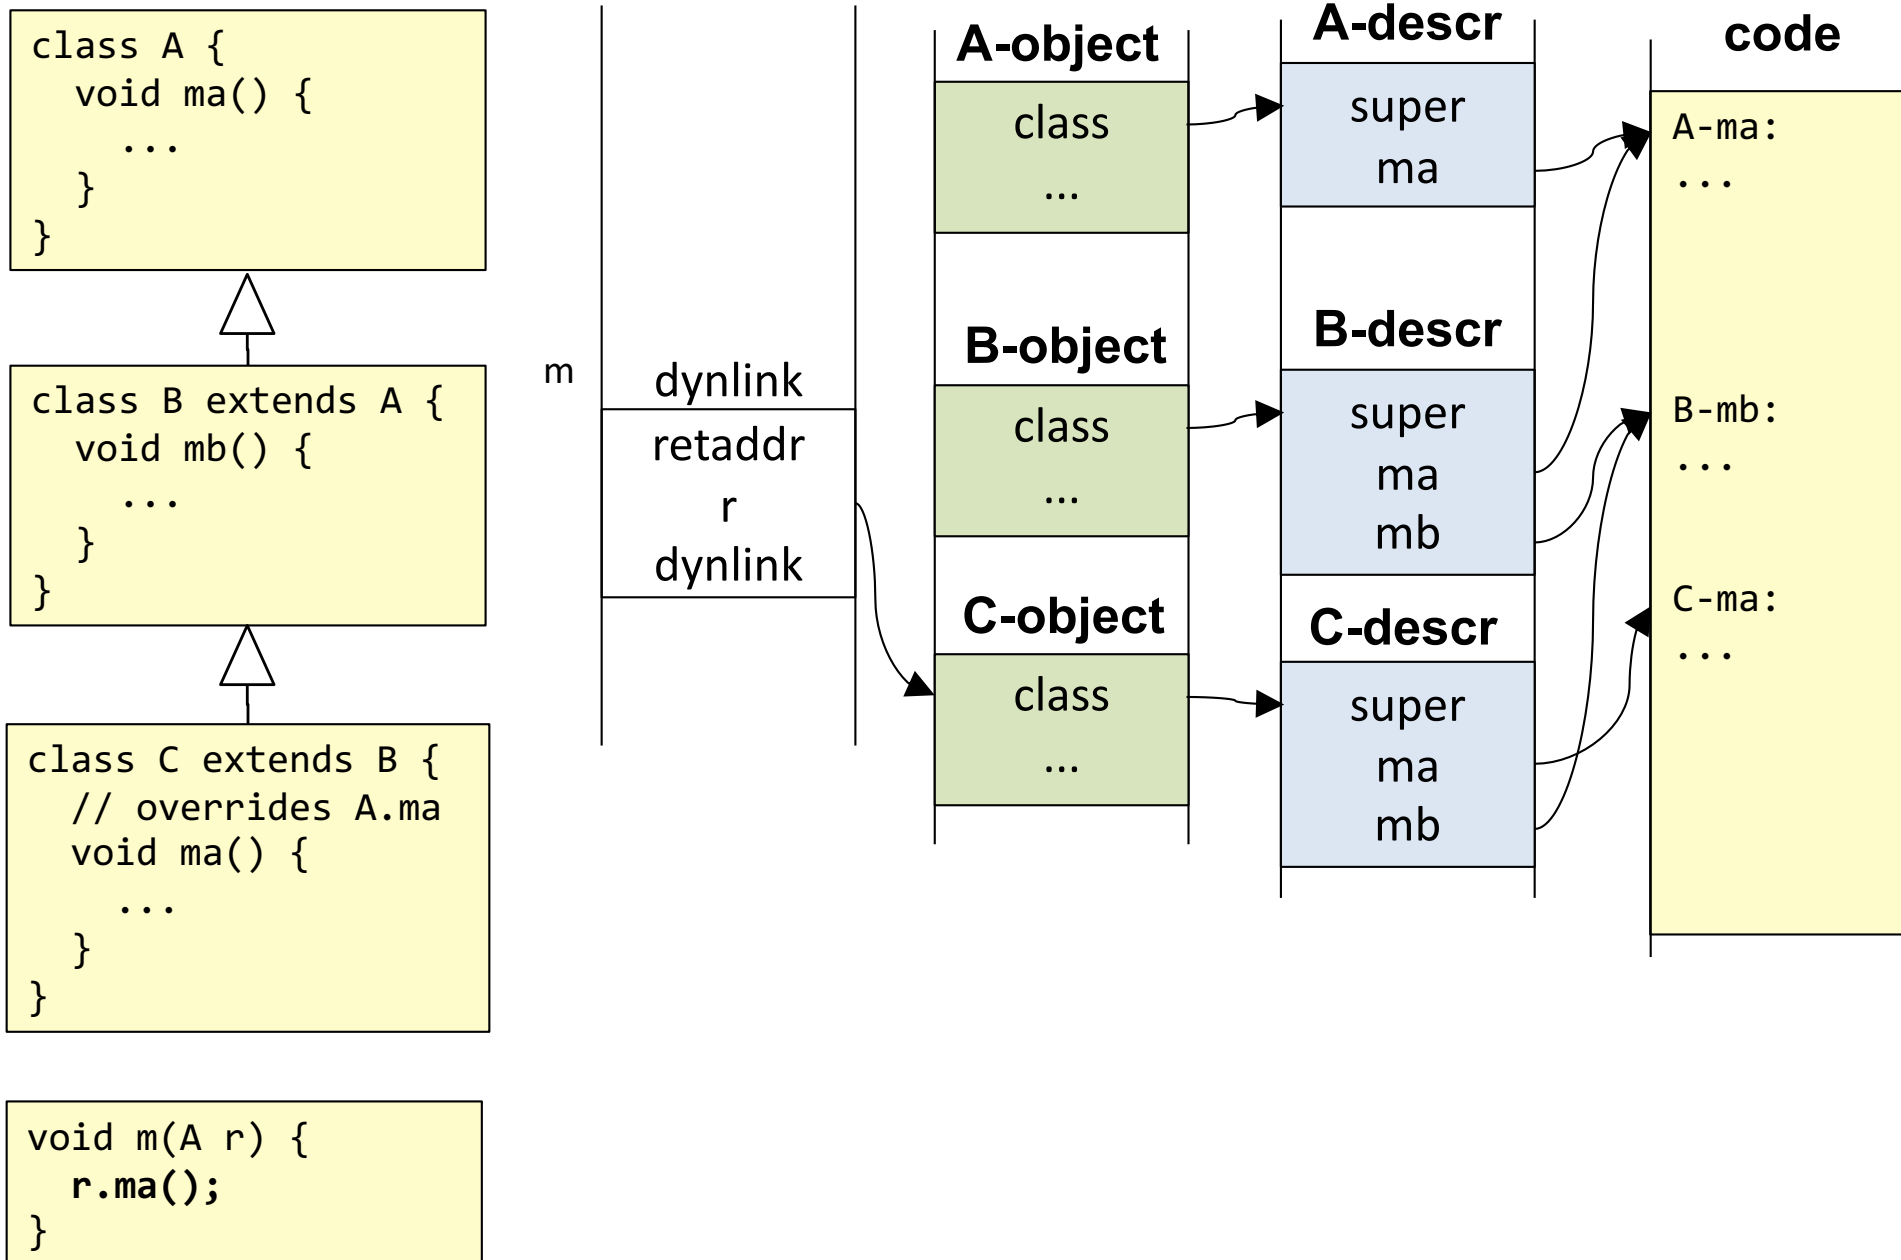 class A {
  void ma() {
    ...
  }
}
class B extends A {
  void mb() {
    ...
  }
}
class C extends B {
  // overrides A.ma
  void ma() {
    ...
  }
}
void m(A r) {
  r.ma();
}
m
dynlink
retaddr
r
dynlink
A-object
class
...
B-object
class
...
C-object
class
...
A-descr
super
ma
B-descr
super
ma
mb
C-descr
super
ma
mb
code
A-ma:
...
B-mb:
...
C-ma:
...